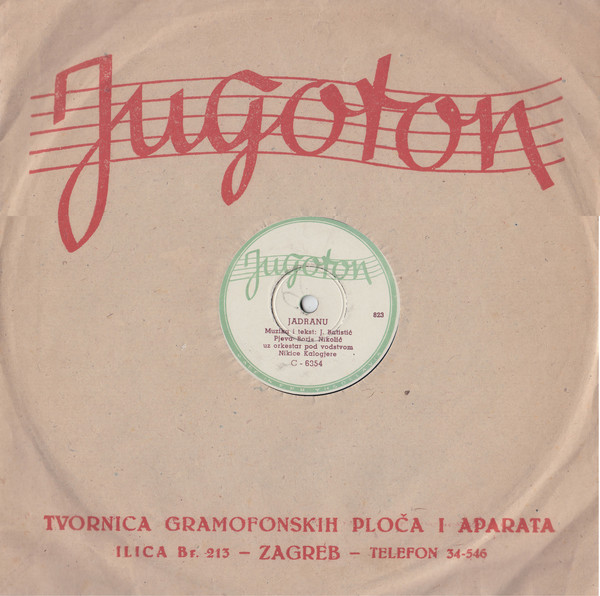 Jugoton
Jugoton
823
JADRANU
Muzika i tekst: J. Batistić
Pjeva Boris Nikolić
uz orkestar pod vodstvom
Nikice Kalogjere
C - 6354
TVORNICA GRAMOFONSKIH PLOČA I APARATA
ILICA Br. 213 – ZAGREB – TELEFON 34-546